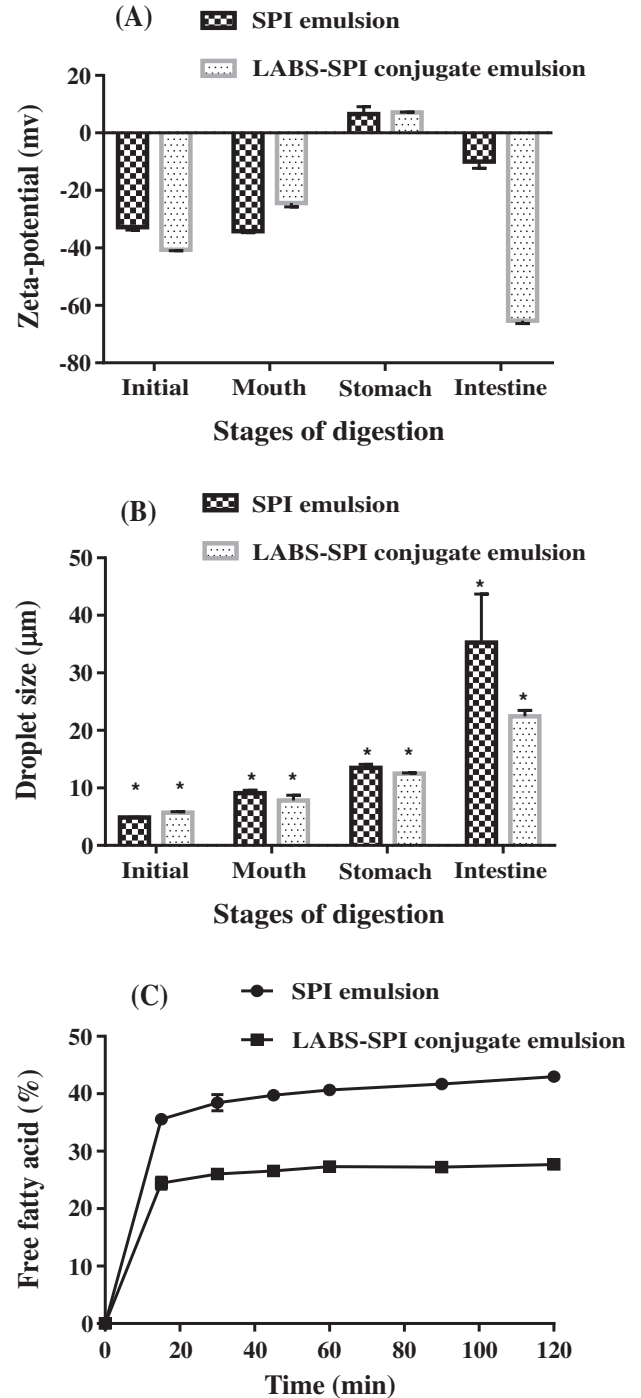 (A)
SPI emulsion
LABS-SPI conjugate emulsion
Zeta-potential (mv)
20
0
-20
-40
-60
-80
Initial Mouth Stomach Intestine
Stages of digestion
(B)
SPI emulsion
LABS-SPI conjugate emulsion
Droplet size (μm)
50
40
30
20
10
0
* * * * * * * *
Initial Mouth Stomach Intestine
Stages of digestion
(C)
SPI emulsion
LABS-SPI conjugate emulsion
Free fatty acid (%)
50
40
30
20
10
0
0 20 40 60 80 100 120
Time (min)